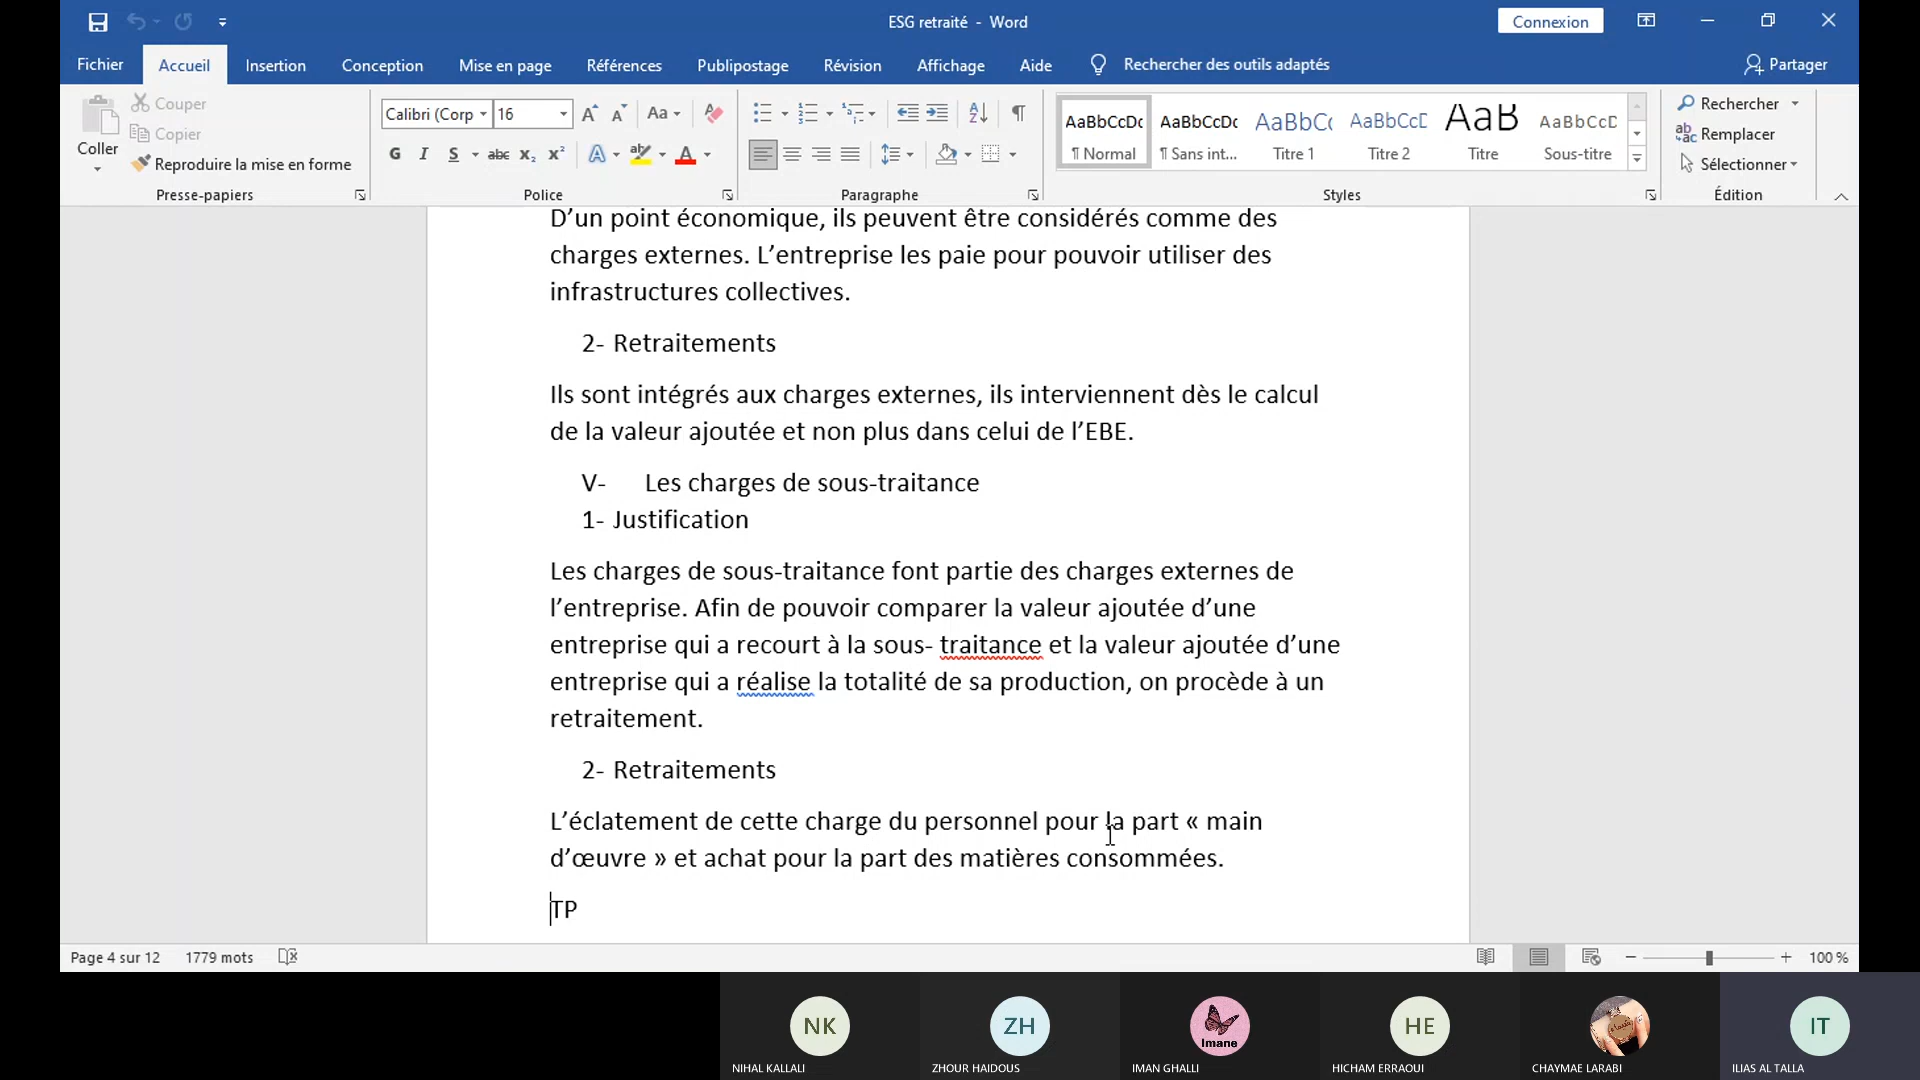 ESG retraité - Word
Connexion
Fichier
Accueil
Insertion
Conception
Mise en page
Références
Publipostage
Révision
Affichage
Aide
Rechercher des outils adaptés
Partager
Coller
Couper
Copier
Reproduire la mise en forme
Presse-papiers
Calibri (Corp
16
Aa
G I S abc x₂ x²
A
A
Police
Paragraphe
AaBbCcDc
¶ Normal
AaBbCcDc
¶ Sans int...
AaBbCc
Titre 1
AaBbCcD
Titre 2
AaB
Titre
AaBbCcD
Sous-titre
Styles
Rechercher
Remplacer
Sélectionner
Édition
D’un point économique, ils peuvent être considérés comme des
charges externes. L’entreprise les paie pour pouvoir utiliser des
infrastructures collectives.
2- Retraitements
Ils sont intégrés aux charges externes, ils interviennent dès le calcul
de la valeur ajoutée et non plus dans celui de l’EBE.
V- Les charges de sous-traitance
1- Justification
Les charges de sous-traitance font partie des charges externes de
l’entreprise. Afin de pouvoir comparer la valeur ajoutée d’une
entreprise qui a recourt à la sous- traitance et la valeur ajoutée d’une
entreprise qui a réalise la totalité de sa production, on procède à un
retraitement.
2- Retraitements
L’éclatement de cette charge du personnel pour la part « main
d’œuvre » et achat pour la part des matières consommées.
TP
Page 4 sur 12
1779 mots
100 %
NK
NIHAL KALLALI
ZH
ZHOUR HAIDOUS
Imane
IMAN GHALLI
HE
HICHAM ERRAOUI
CHAYMAE LARABI
IT
ILIAS AL TALLA